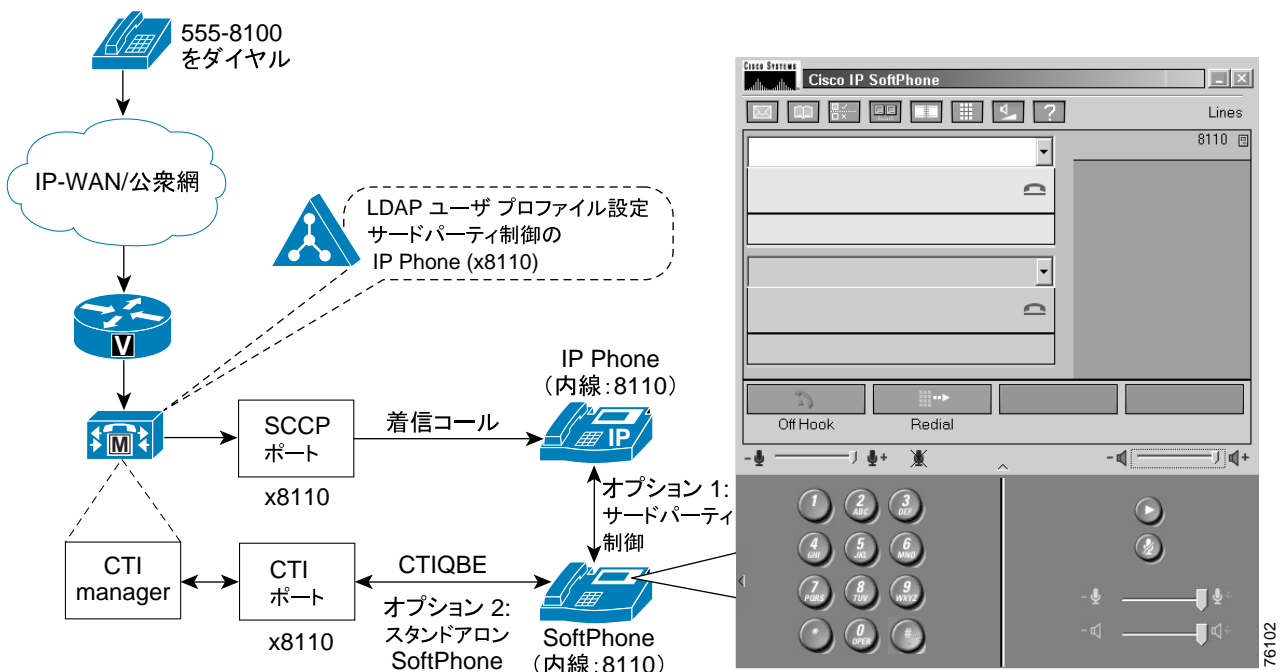 555-8100
をダイヤル
IP-WAN/公衆網
LDAP ユーザ プロファイル設定
サードパーティ制御の
IP Phone (x8110)
V
M
SCCP
ポート
x8110
着信コール
IP Phone
（内線：8110）
IP
オプション 1:
サードパーティ
制御
CTI
manager
CTI
ポート
x8110
CTIQBE
オプション 2:
スタンドアロン
SoftPhone
SoftPhone
（内線：8110）
CISCO SYSTEMS
Cisco IP SoftPhone
?
Lines
8110
Off Hook
Redial
- +
- +
1
2 ABC
3 DEF
4 GHI
5 JKL
6 MNO
7 PQRS
8 TUV
9 WXYZ
*
0 OPER
#
76102